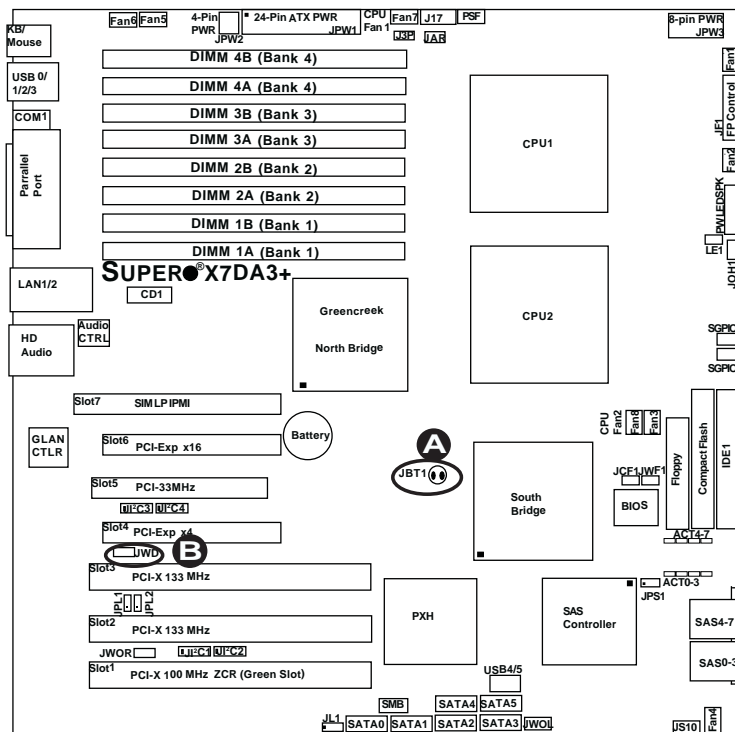 KB/
Mouse
Fan6
Fan5
4-Pin
PWR
JPW2
24-Pin ATX PWR
JPW1
CPU
Fan 1
Fan7
J17
PSF
J3P
JAR
8-pin PWR
JPW3
USB 0/
1/2/3
COM1
Parrallel
Port
DIMM 4B (Bank 4)
DIMM 4A (Bank 4)
DIMM 3B (Bank 3)
DIMM 3A (Bank 3)
DIMM 2B (Bank 2)
DIMM 2A (Bank 2)
DIMM 1B (Bank 1)
DIMM 1A (Bank 1)
CPU1
Fan1
JF1
FP Control
Fan2
PWLEDSPK
LE1
JOH1
SUPER®X7DA3+
LAN1/2
CD1
Greencreek
North Bridge
CPU2
HD
Audio
Audio
CTRL
SGPIO
SGPIO
Slot7
SIMLP IPMI
GLAN
CTLR
Slot6
PCI-Exp x16
Battery
A
JBT1
CPU
Fan2
Fan8
Fan3
Floppy
Compact Flash
IDE1
Slot5
PCI-33MHz
JCF1
JWF1
BIOS
South
Bridge
JI²C3
JI²C4
Slot4
PCI-Exp x4
JWD
B
ACT4-7
Slot3
PCI-X 133 MHz
ACT0-3
JPS1
JPL1
JPL2
PXH
SAS
Controller
SAS4-7
Slot2
PCI-X 133 MHz
JWOR
JI²C1
JI²C2
SAS0-3
Slot1
PCI-X 100 MHz ZCR (Green Slot)
USB4/5
SMB
SATA4
SATA5
JL1
SATA0
SATA1
SATA2
SATA3
JWOL
JS10
Fan4